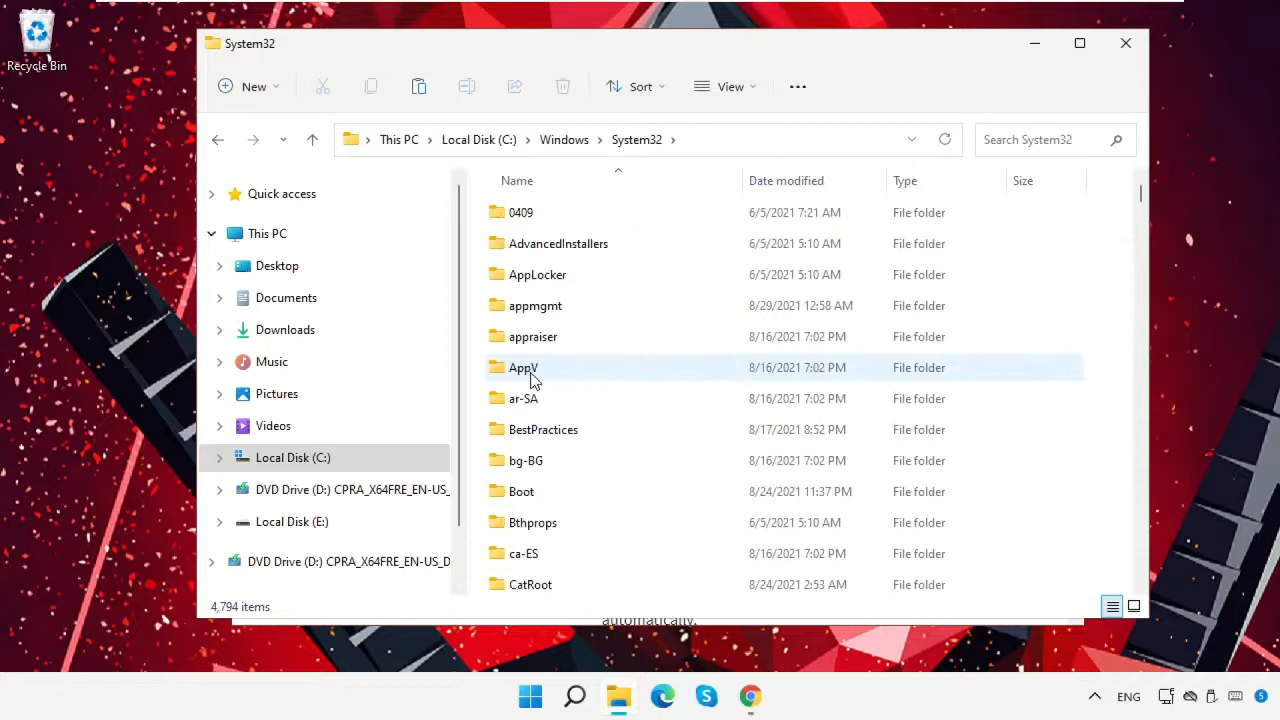 Recycle Bin
System32
New
Sort
View
This PC
Local Disk (C:)
Windows
System32
Search System32
Quick access
This PC
Desktop
Documents
Downloads
Music
Pictures
Videos
Local Disk (C:)
DVD Drive (D:) CPRA_X64FRE_EN-US_
Local Disk (E:)
DVD Drive (D:) CPRA_X64FRE_EN-US_D
Name Date modified Type Size
0409 6/5/2021 7:21 AM File folder
AdvancedInstallers 6/5/2021 5:10 AM File folder
AppLocker 6/5/2021 5:10 AM File folder
appmgmt 8/29/2021 12:58 AM File folder
appraiser 8/16/2021 7:02 PM File folder
AppV 8/16/2021 7:02 PM File folder
ar-SA 8/16/2021 7:02 PM File folder
BestPractices 8/17/2021 8:52 PM File folder
bg-BG 8/16/2021 7:02 PM File folder
Boot 8/24/2021 11:37 PM File folder
Bthprops 6/5/2021 5:10 AM File folder
ca-ES 8/16/2021 7:02 PM File folder
CatRoot 8/24/2021 2:53 AM File folder
4,794 items
automatically.
ENG
5